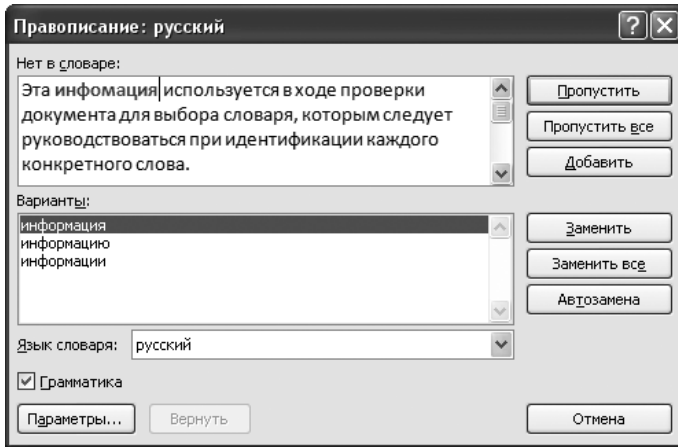 Правописание: русский
Нет в словаре:
Эта инфомация используется в ходе проверки
документа для выбора словаря, которым следует
руководствоваться при идентификации каждого
конкретного слова.
Пропустить
Пропустить все
Добавить
Варианты:
информация
информацию
информации
Заменить
Заменить все
Автозамена
Язык словаря: русский
Грамматика
Параметры... Вернуть Отмена